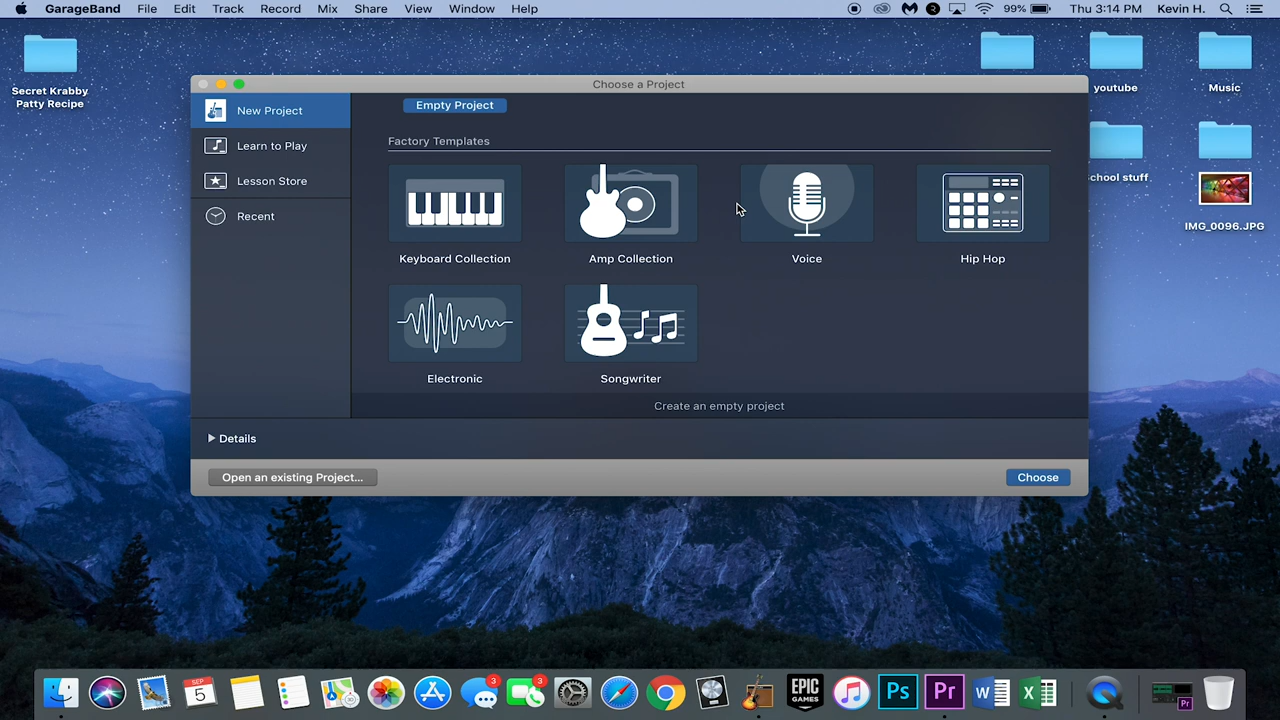 GarageBand File Edit Track Record Mix Share View Window Help
99% Thu 3:14 PM Kevin H.
Secret Krabby
Patty Recipe
youtube
Music
chool stuff
IMG_0096.JPG
Choose a Project
New Project
Learn to Play
Lesson Store
Recent
Empty Project
Factory Templates
Keyboard Collection
Amp Collection
Voice
Hip Hop
Electronic
Songwriter
Create an empty project
Details
Open an existing Project...
Choose
SEP
5
3
3
EPIC
GAMES
Ps
Pr
W
X
Pr